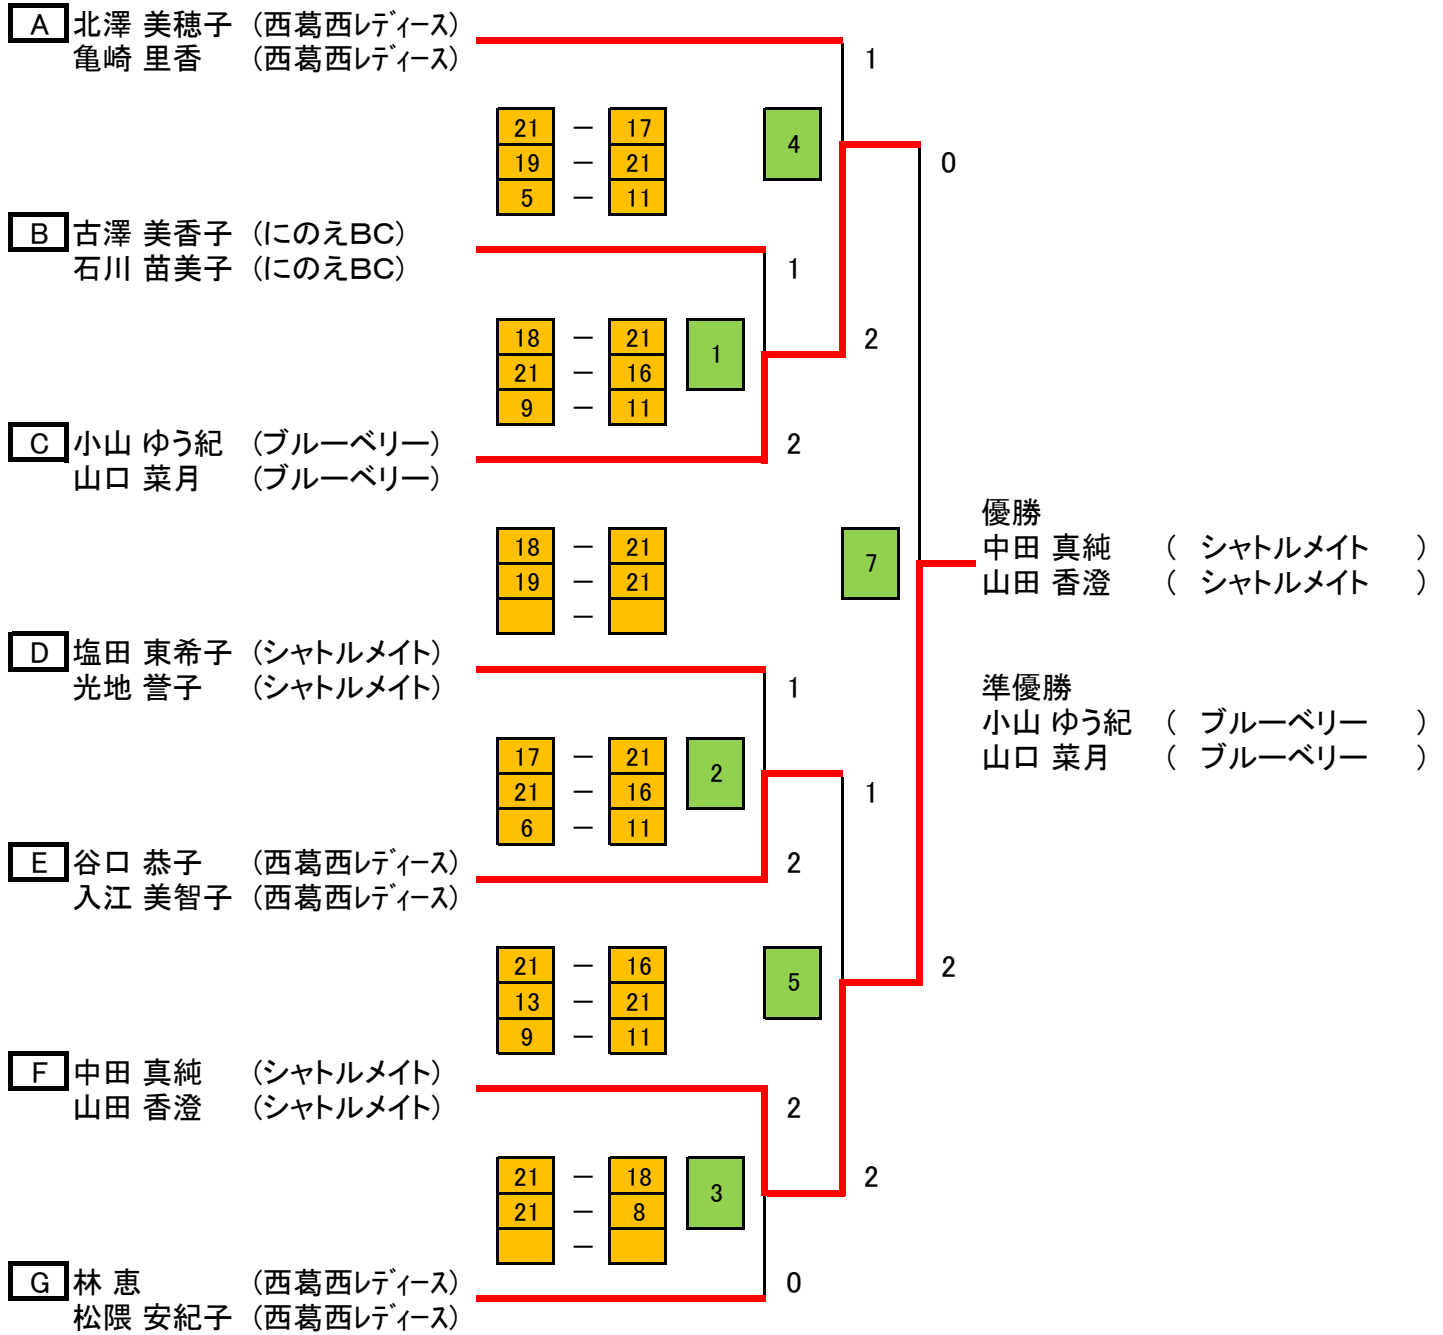 A 北澤 美穂子 (西葛西レディース)
亀崎 里香 (西葛西レディース)
1
21 － 17
4
19 － 21
0
5 － 11
B 古澤 美香子 (にのえBC)
石川 苗美子 (にのえBC)
1
18 － 21
1
2
21 － 16
9 － 11
C 小山 ゆう紀 (ブルーベリー)
2
山口 菜月 (ブルーベリー)
優勝
18 － 21
7
中田 真純 ( シャトルメイト )
19 － 21
山田 香澄 ( シャトルメイト )
－
D 塩田 東希子 (シャトルメイト)
光地 誉子 (シャトルメイト)
1
準優勝
小山 ゆう紀 ( ブルーベリー )
17 － 21
2
山口 菜月 ( ブルーベリー )
21 － 16
1
6 － 11
E 谷口 恭子 (西葛西レディース)
2
入江 美智子 (西葛西レディース)
21 － 16
5
2
13 － 21
9 － 11
F 中田 真純 (シャトルメイト)
山田 香澄 (シャトルメイト)
2
21 － 18
3
2
21 － 8
－
G 林 恵 (西葛西レディース)
0
松隈 安紀子 (西葛西レディース)